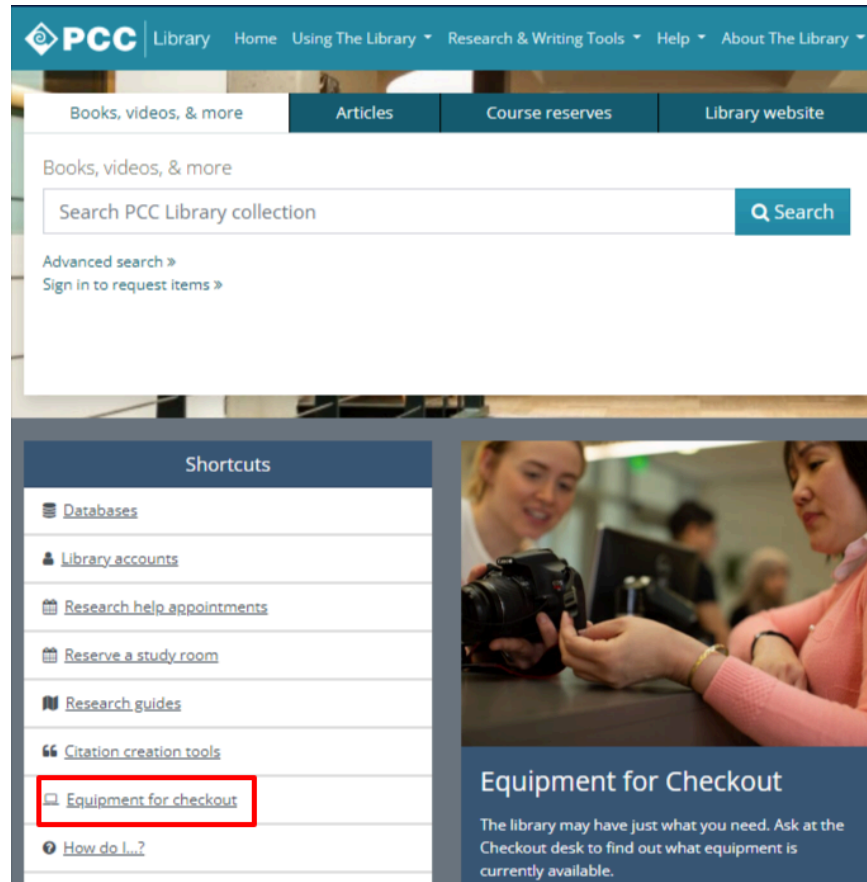 PCC Library Home Using The Library Research & Writing Tools Help About The Library
Books, videos, & more Articles Course reserves Library website
Books, videos, & more
Search PCC Library collection Search
Advanced search »
Sign in to request items »
Shortcuts
Databases
Library accounts
Research help appointments
Reserve a study room
Research guides
Citation creation tools
Equipment for checkout
How do I...?
Equipment for Checkout
The library may have just what you need. Ask at the
Checkout desk to find out what equipment is
currently available.